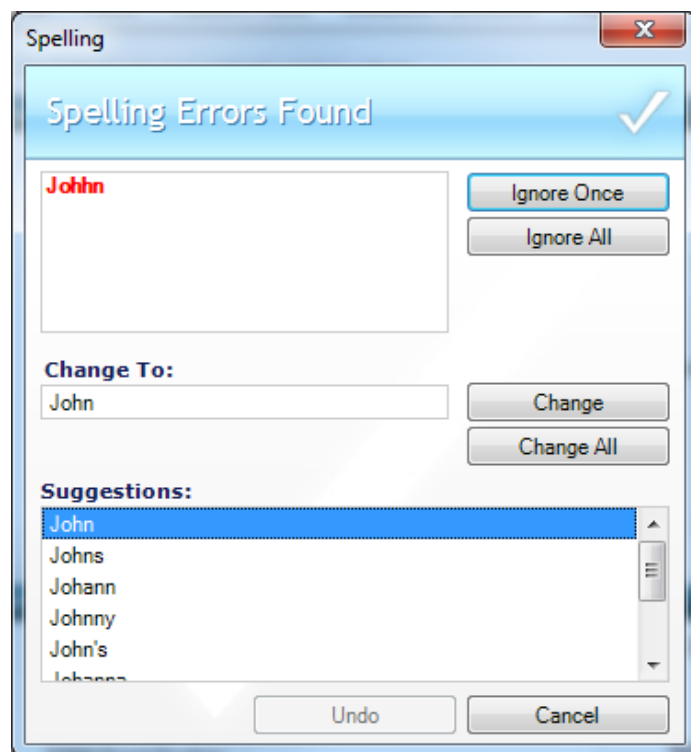 Spelling
Spelling Errors Found
Johhn
Ignore Once
Ignore All
Change To:
John
Change
Change All
Suggestions:
John
Johns
Johann
Johnny
John's
Johanna
Undo
Cancel